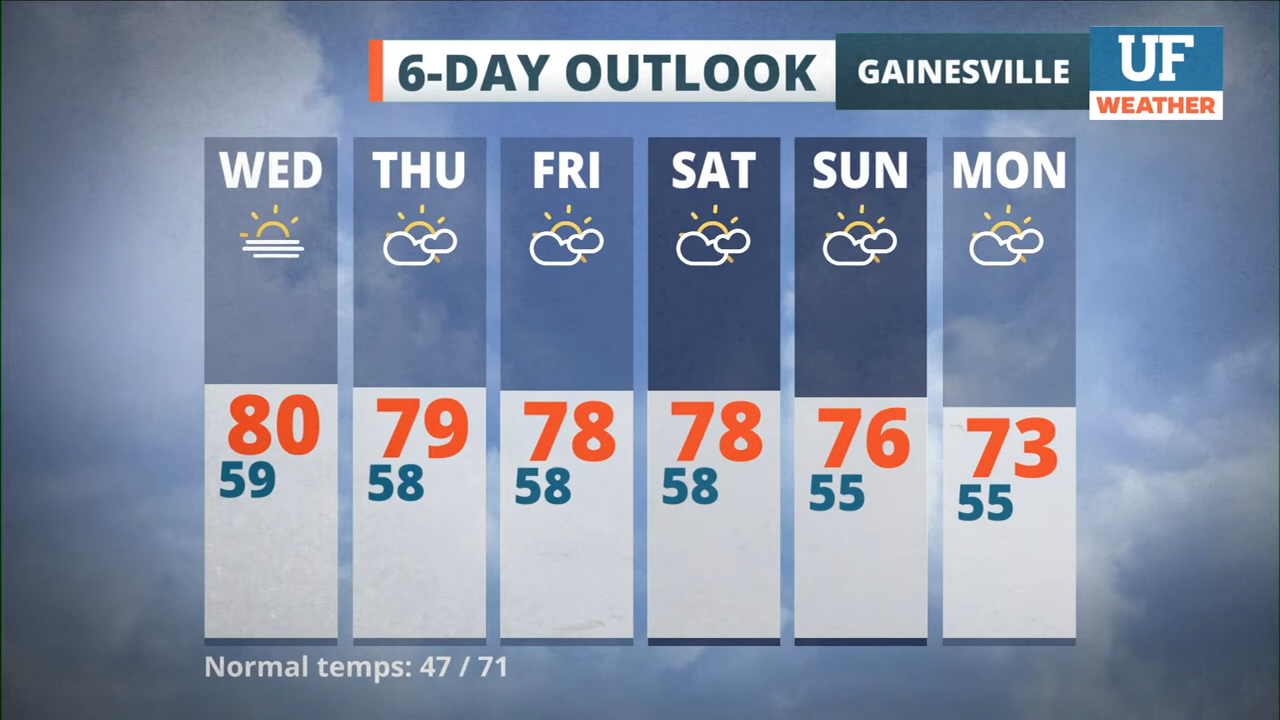 6-DAY OUTLOOK
GAINESVILLE
UF
WEATHER
WED THU FRI SAT SUN MON
80 79 78 78 76 73
59 58 58 58 55 55
Normal temps: 47 / 71